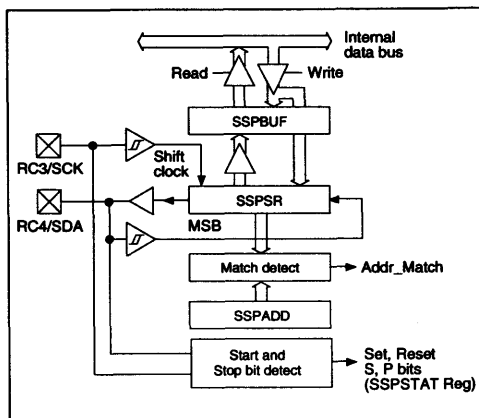 Internal
data bus
Read
Write
SSPBUF
RC3/SCK
Shift
clock
RC4/SDA
MSB
SSPSR
Match detect
Addr_Match
SSPADD
Start and
Stop bit detect
Set, Reset
S, P bits
(SSPSTAT Reg)